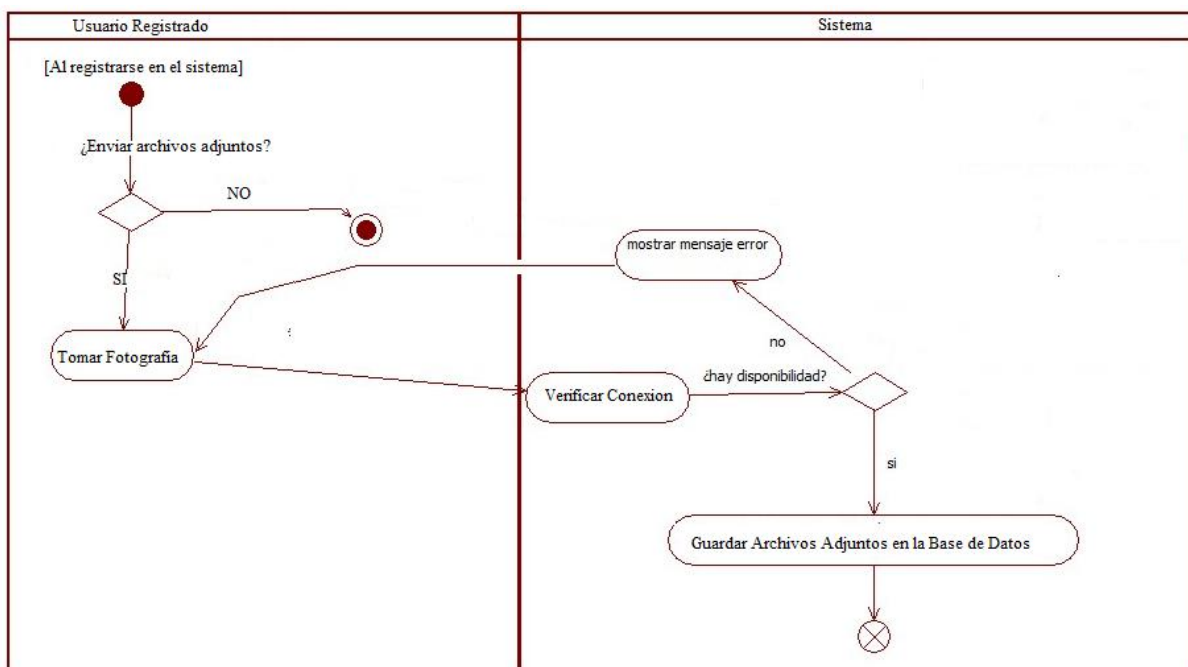 Usuario Registrado
Sistema
[Al registrarse en el sistema]
¿Enviar archivos adjuntos?
NO
SI
mostrar mensaje error
Tomar Fotografía
no
¿hay disponibilidad?
Verificar Conexion
si
Guardar Archivos Adjuntos en la Base de Datos